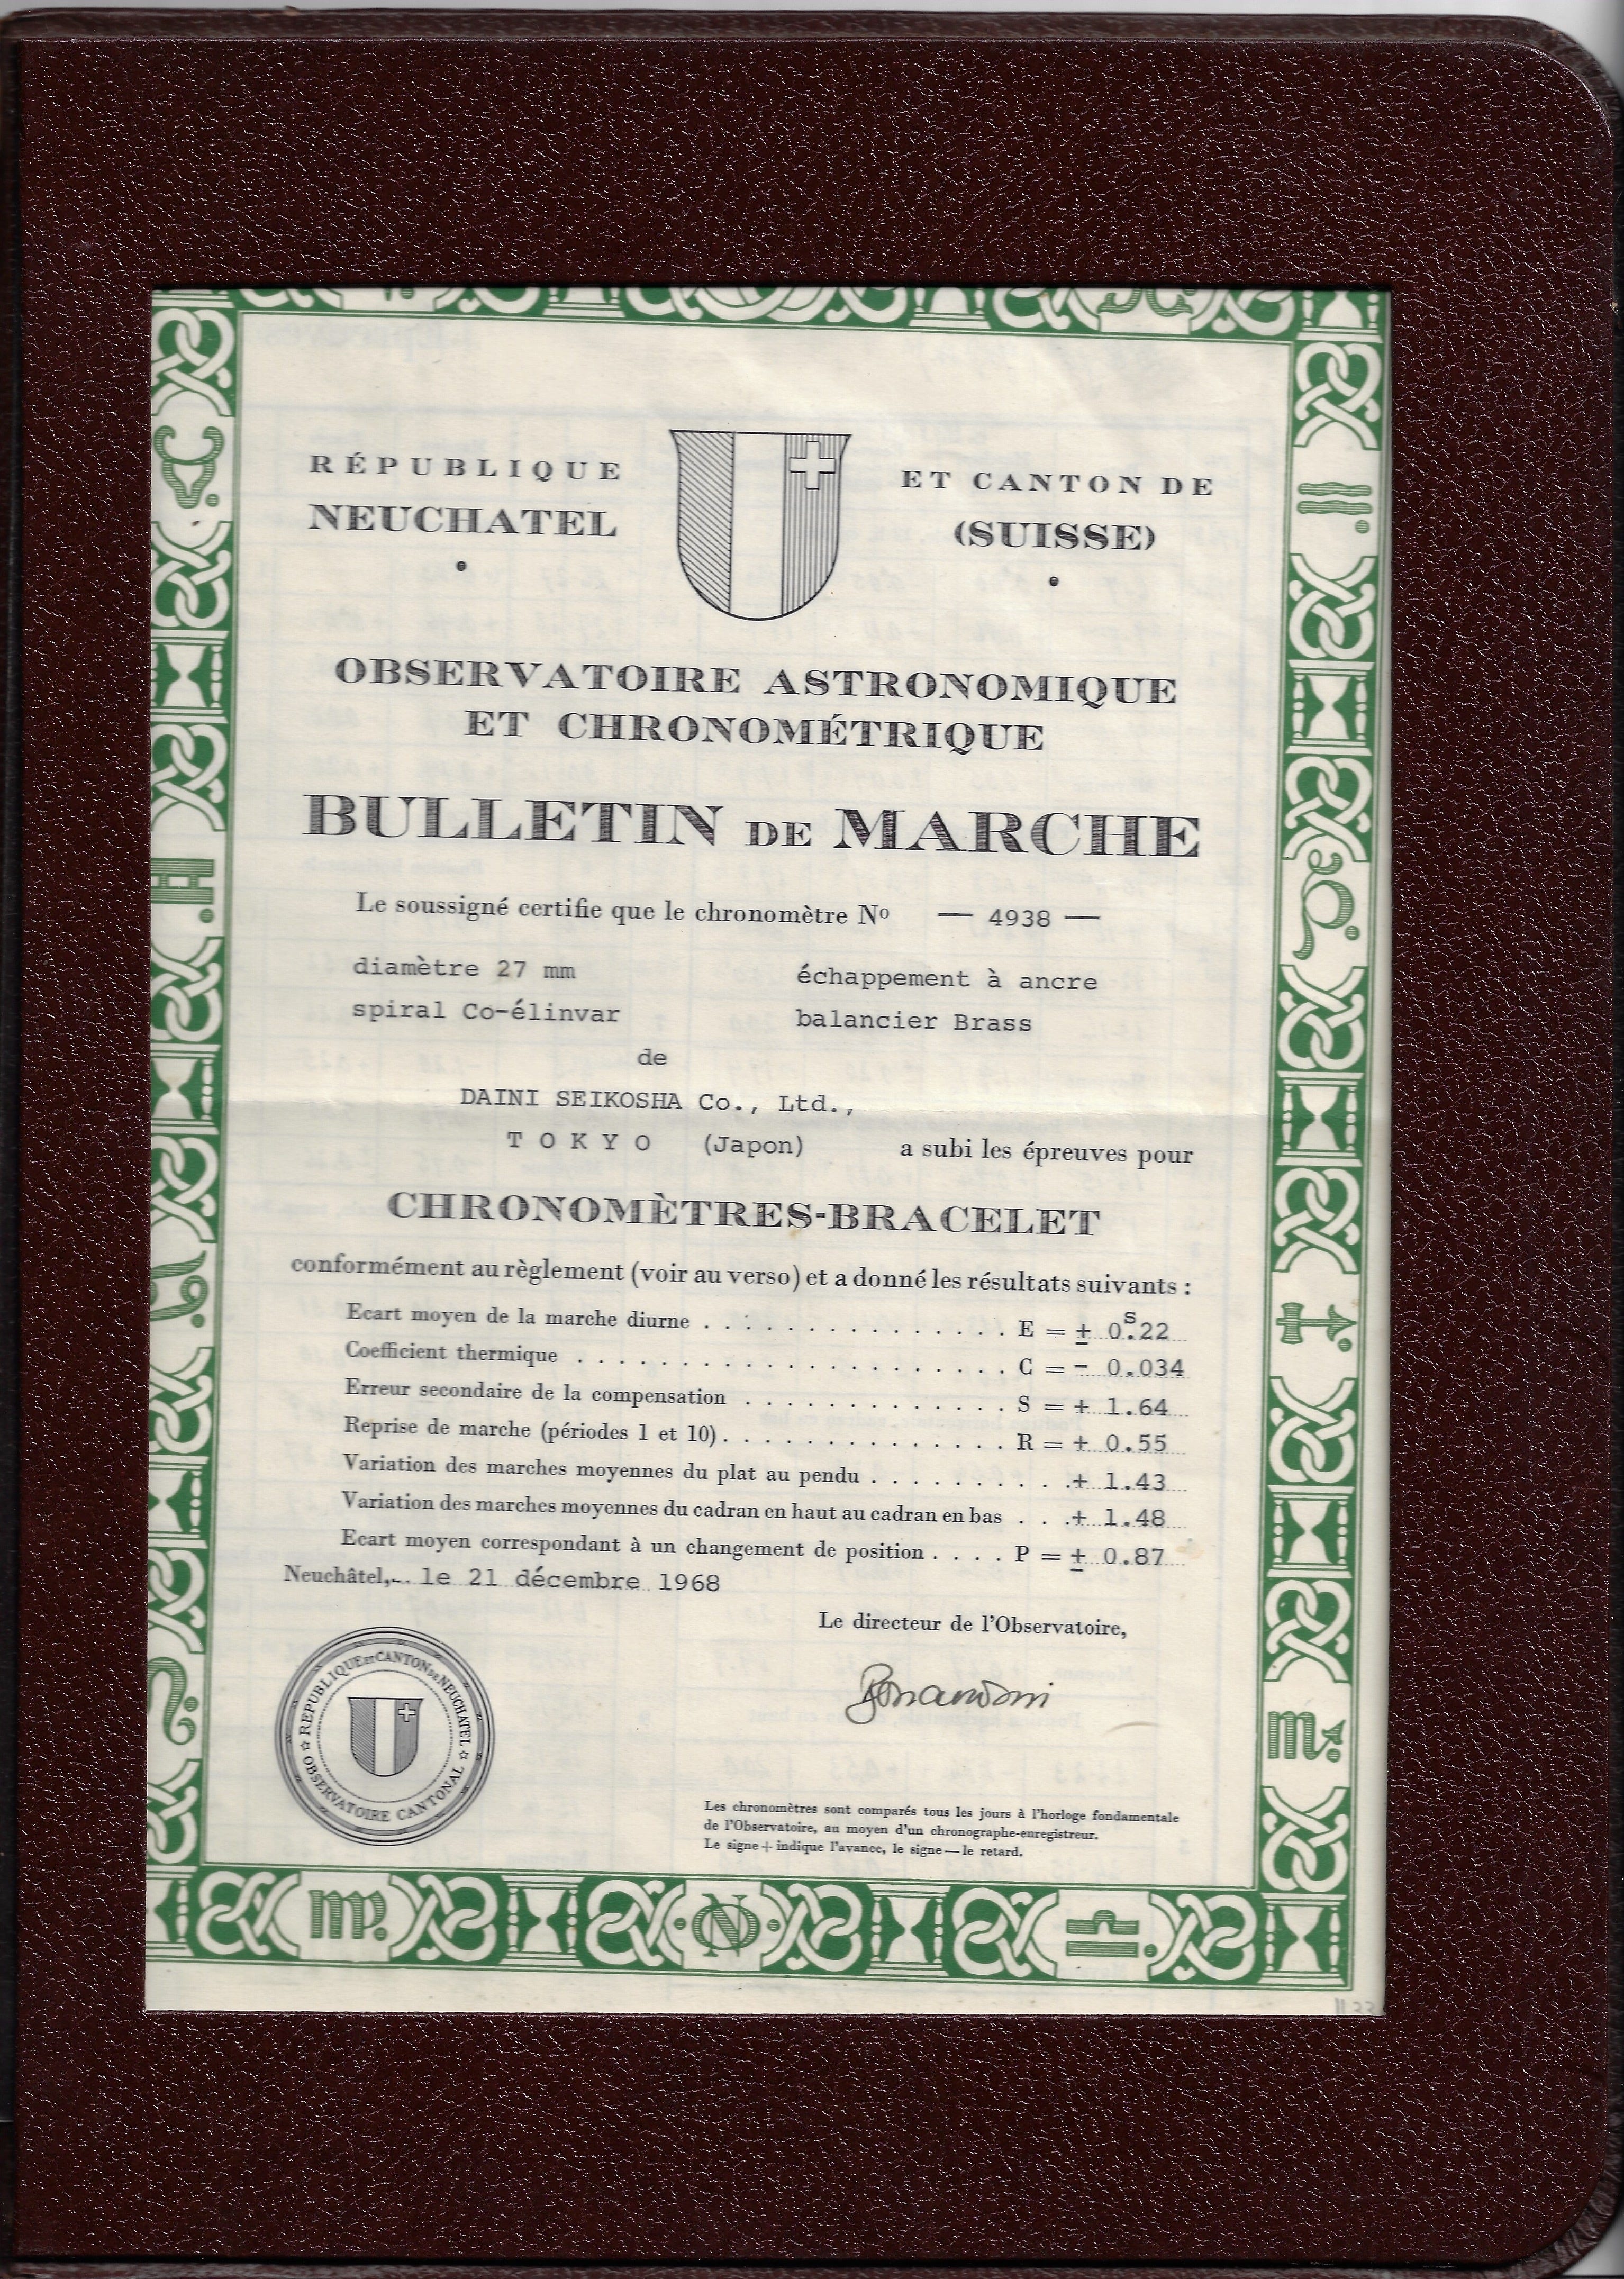 RÉPUBLIQUE ET CANTON DE
NEUCHATEL (SUISSE)
OBSERVATOIRE ASTRONOMIQUE
ET CHRONOMÉTRIQUE
BULLETIN DE MARCHE
Le soussigné certifie que le chronomètre No — 4938 —
diamètre 27 mm échappement à ancre
spiral Co-élinvar balancier Brass
de
DAINI SEIKOSHA Co., Ltd.,
T O K Y O (Japon) a subi les épreuves pour
CHRONOMÈTRES-BRACELET
conformément au règlement (voir au verso) et a donné les résultats suivants :
Ecart moyen de la marche diurne . . . . . . . . . . . . . . . E = ± 0s.22
Coefficient thermique . . . . . . . . . . . . . . . . . . . . . C = - 0.034
Erreur secondaire de la compensation . . . . . . . . . . . . . S = + 1.64
Reprise de marche (périodes 1 et 10) . . . . . . . . . . . . . . R = + 0.55
Variation des marches moyennes du plat au pendu . . . . . . . . . + 1.43
Variation des marches moyennes du cadran en haut au cadran en bas . . . + 1.48
Ecart moyen correspondant à un changement de position . . . . P = ± 0.87
Neuchâtel, le 21 décembre 1968
Le directeur de l'Observatoire,
RÉPUBLIQUE ET CANTON DE NEUCHATEL
OBSERVATOIRE CANTONAL
Les chronomètres sont comparés tous les jours à l'horloge fondamentale
de l'Observatoire, au moyen d'un chronographe-enregistreur.
Le signe + indique l'avance, le signe — le retard.